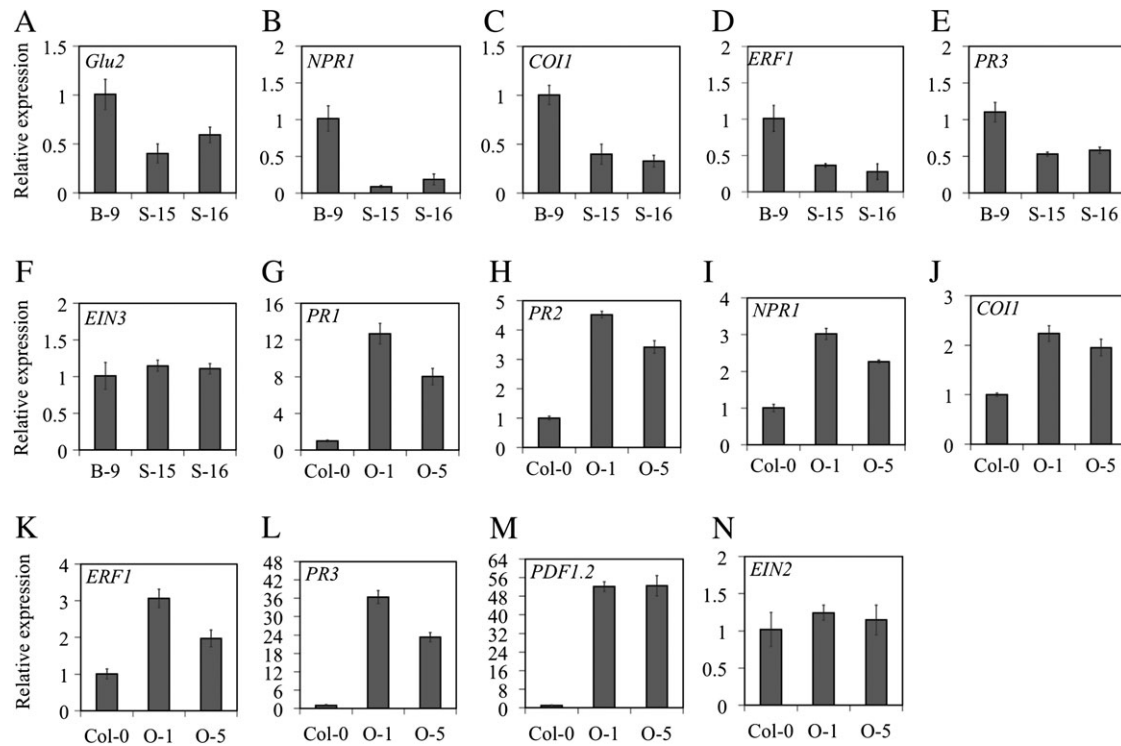 A B C D E
Relative expression
1.5 1 0.5 0 Glu2 B-9 S-15 S-16
2 1.5 1 0.5 0 NPR1 B-9 S-15 S-16
1.5 1 0.5 0 COI1 B-9 S-15 S-16
2 1.5 1 0.5 0 ERF1 B-9 S-15 S-16
2 1.5 1 0.5 0 PR3 B-9 S-15 S-16
F G H I J
Relative expression
2 1.5 1 0.5 0 EIN3 B-9 S-15 S-16
16 12 8 4 0 PR1 Col-0 O-1 O-5
5 4 3 2 1 0 PR2 Col-0 O-1 O-5
4 3 2 1 0 NPR1 Col-0 O-1 O-5
3 2 1 0 COI1 Col-0 O-1 O-5
K L M N
Relative expression
4 3 2 1 0 ERF1 Col-0 O-1 O-5
48 42 36 30 24 18 12 6 0 PR3 Col-0 O-1 O-5
64 56 48 40 32 24 16 8 0 PDF1.2 Col-0 O-1 O-5
2 1.5 1 0.5 0 EIN2 Col-0 O-1 O-5